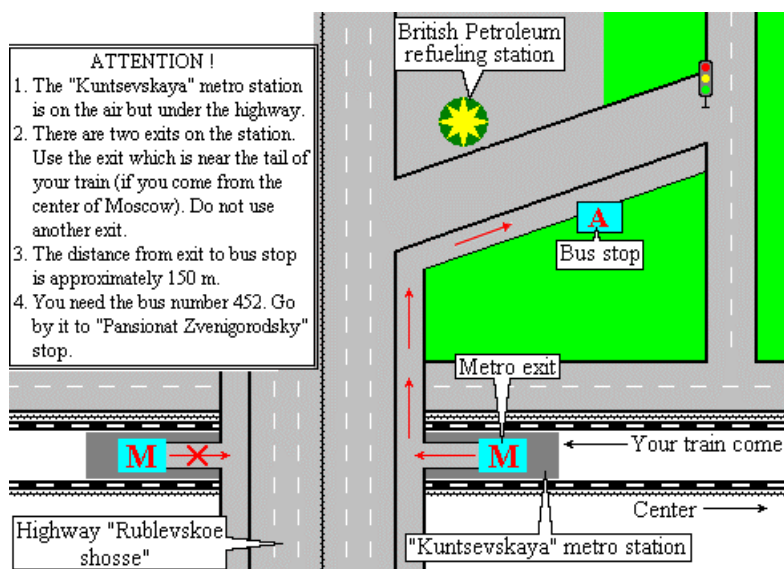 ATTENTION !
1. The "Kuntsevskaya" metro station
is on the air but under the highway.
2. There are two exits on the station.
Use the exit which is near the tail of
your train (if you come from the
center of Moscow). Do not use
another exit.
3. The distance from exit to bus stop
is approximately 150 m.
4. You need the bus number 452. Go
by it to "Pansionat Zvenigorodsky"
stop.
British Petroleum
refueling station
A
Bus stop
Metro exit
M
M
Your train come
Center
Highway "Rublevskoe
shosse"
"Kuntsevskaya" metro station